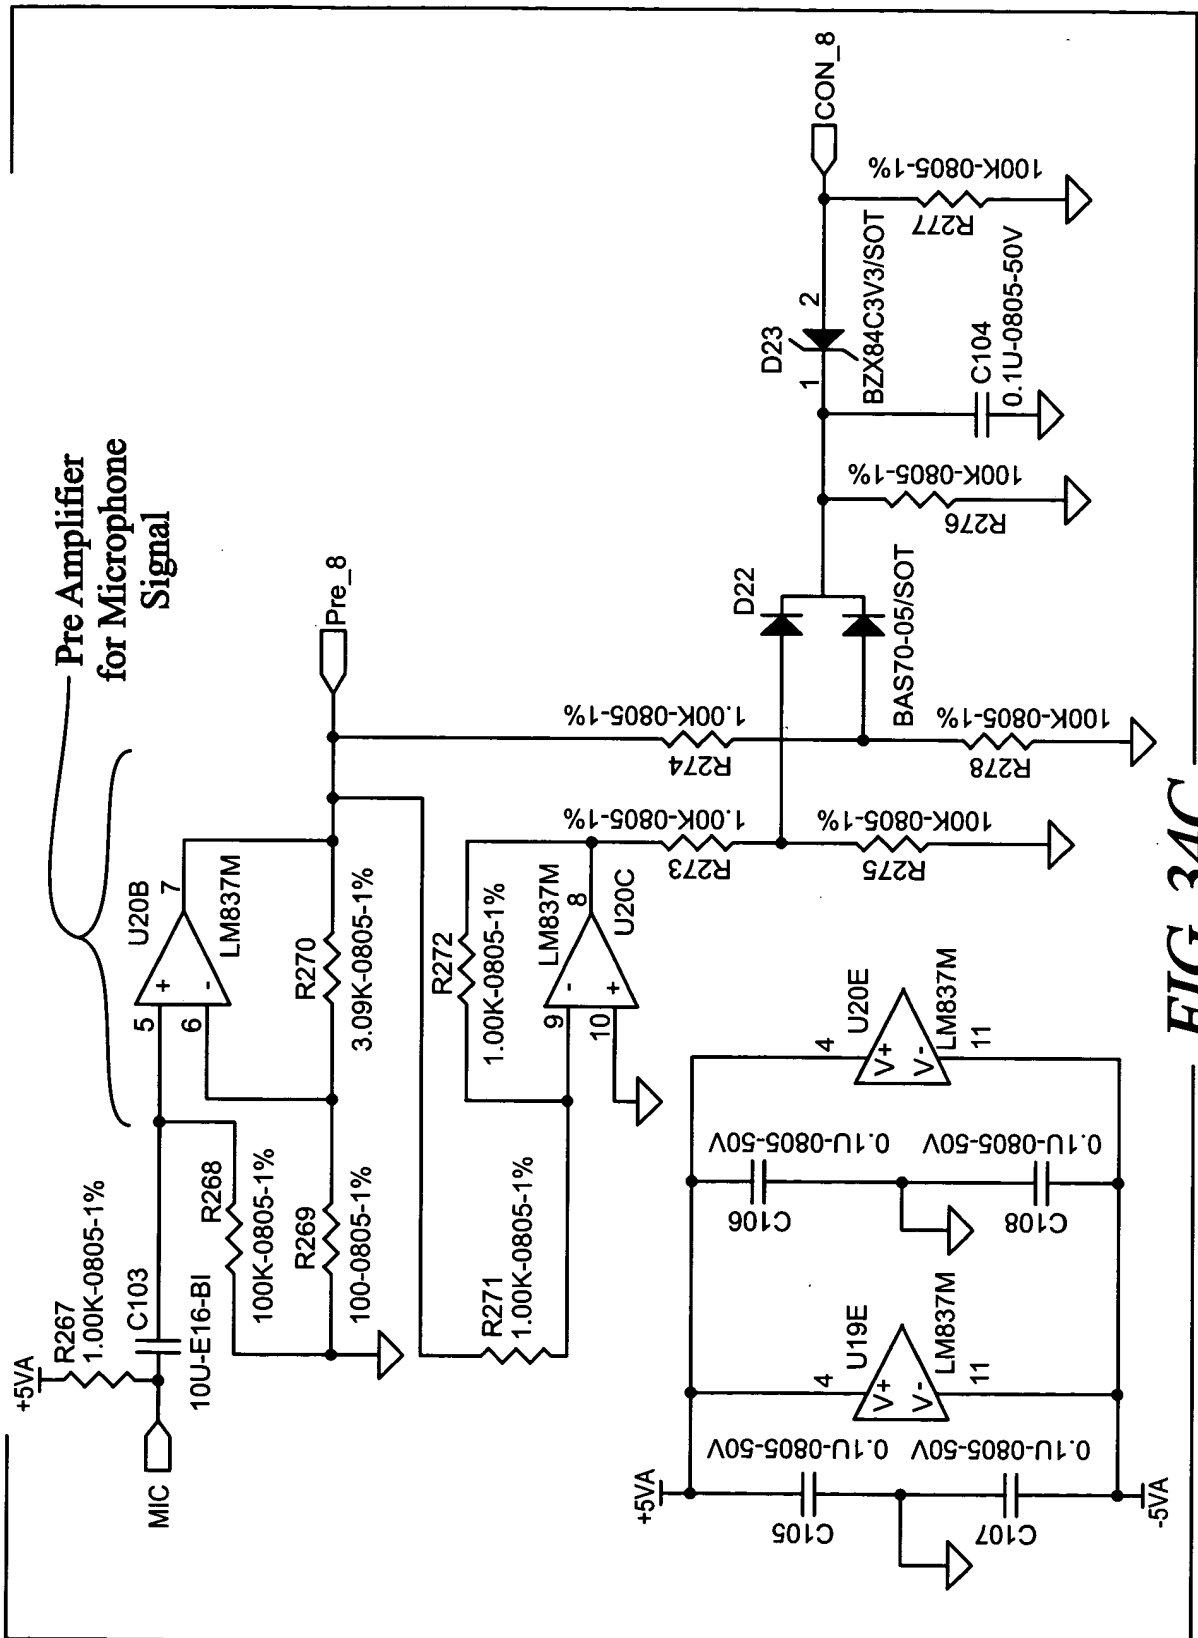 Pre Amplifier
for Microphone
Signal
+5VA
R267
1.00K-0805-1%
MIC
C103
10U-E16-BI
R268
100K-0805-1%
R269
100-0805-1%
5
6
+
-
7
U20B
LM837M
R270
3.09K-0805-1%
Pre_8
R271
1.00K-0805-1%
R272
1.00K-0805-1%
9
10
-
+
8
LM837M
U20C
R273
1.00K-0805-1%
R274
1.00K-0805-1%
R275
100K-0805-1%
R278
100K-0805-1%
D22
BAS70-05/SOT
R276
100K-0805-1%
C104
0.1U-0805-50V
D23
1
2
BZX84C3V3/SOT
R277
100K-0805-1%
CON_8
+5VA
-5VA
C105
0.1U-0805-50V
C107
0.1U-0805-50V
4
V+
V-
11
U19E
LM837M
C106
0.1U-0805-50V
C108
0.1U-0805-50V
4
V+
V-
11
U20E
LM837M
FIG. 34C